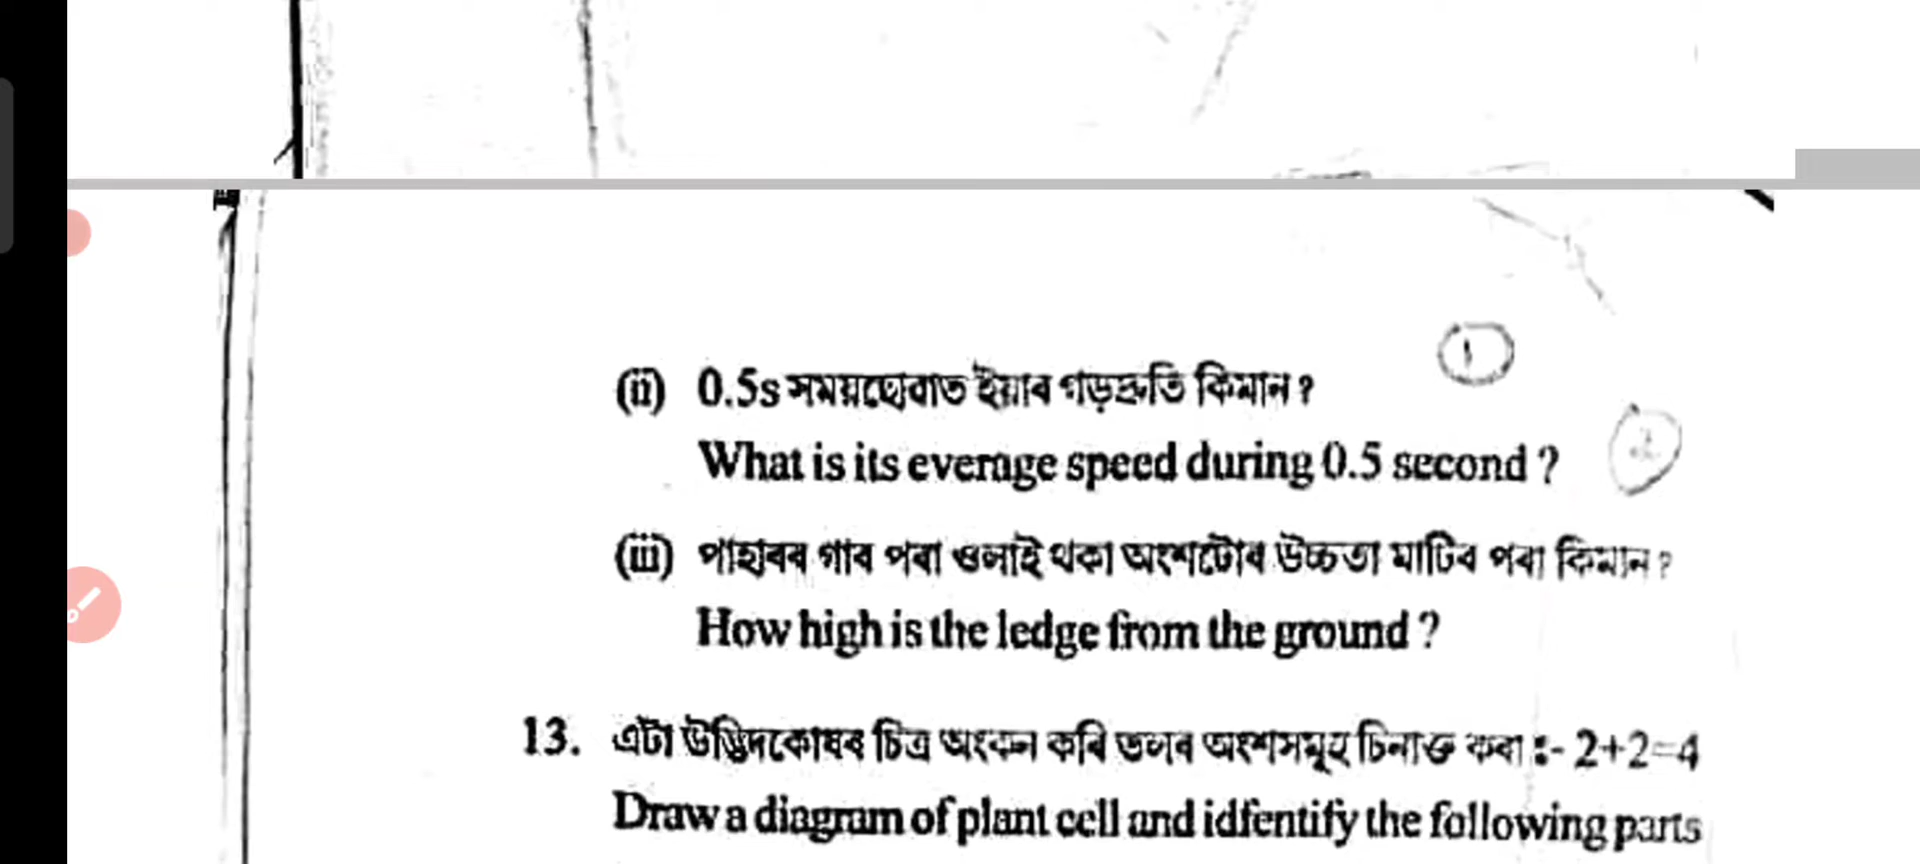 1
(ii) 0.5s সময়ছোৱাত ইয়াৰ গড়দ্ৰুতি কিমান ?
What is its everage speed during 0.5 second ?
(iii) পাহাৰৰ গাৰ পৰা ওলাই থকা অংশটোৰ উচ্চতা মাটিৰ পৰা কিমান ?
How high is the ledge from the ground ?
13. এটা উদ্ভিদকোষৰ চিত্ৰ অংকন কৰি তলৰ অংশসমূহ চিনাক্ত কৰা :- 2+2=4
Draw a diagram of plant cell and idfentify the following parts